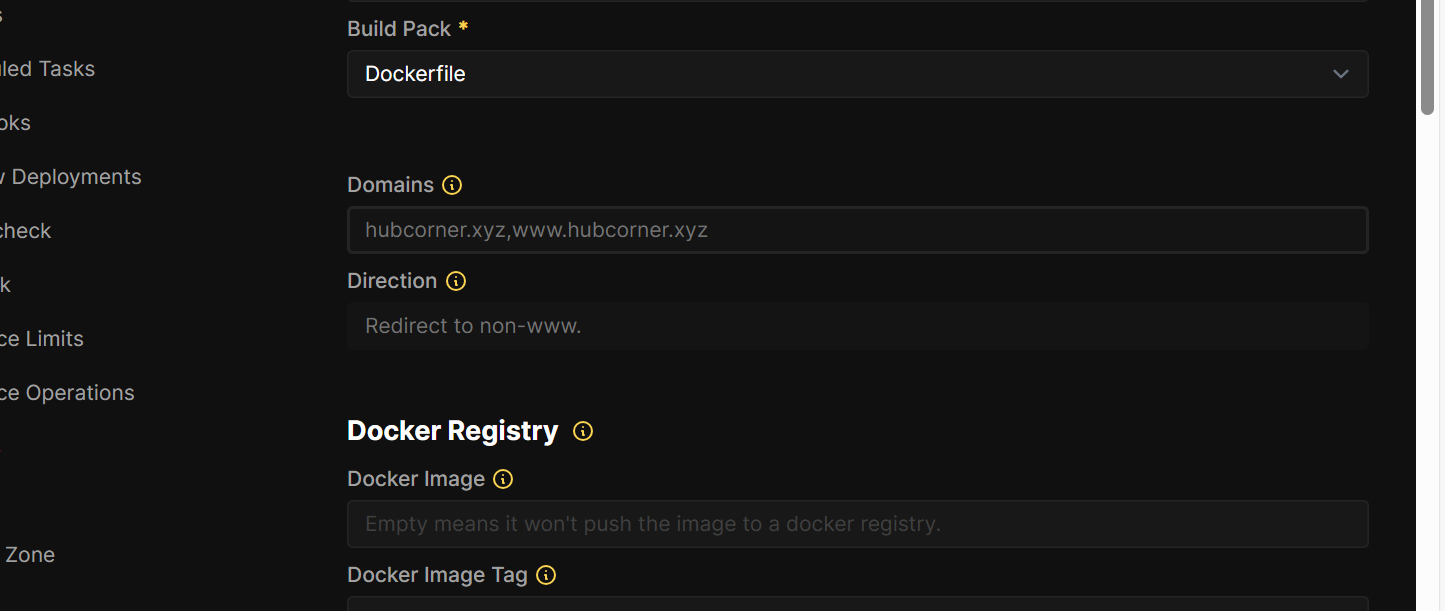 Build Pack *
led Tasks
Dockerfile
oks
Deployments
Domains
check
hubcorner.xyz,www.hubcorner.xyz
Direction
k
Redirect to non-www.
ce Limits
ce Operations
Docker Registry
Docker Image
Empty means it won't push the image to a docker registry.
Zone
Docker Image Tag